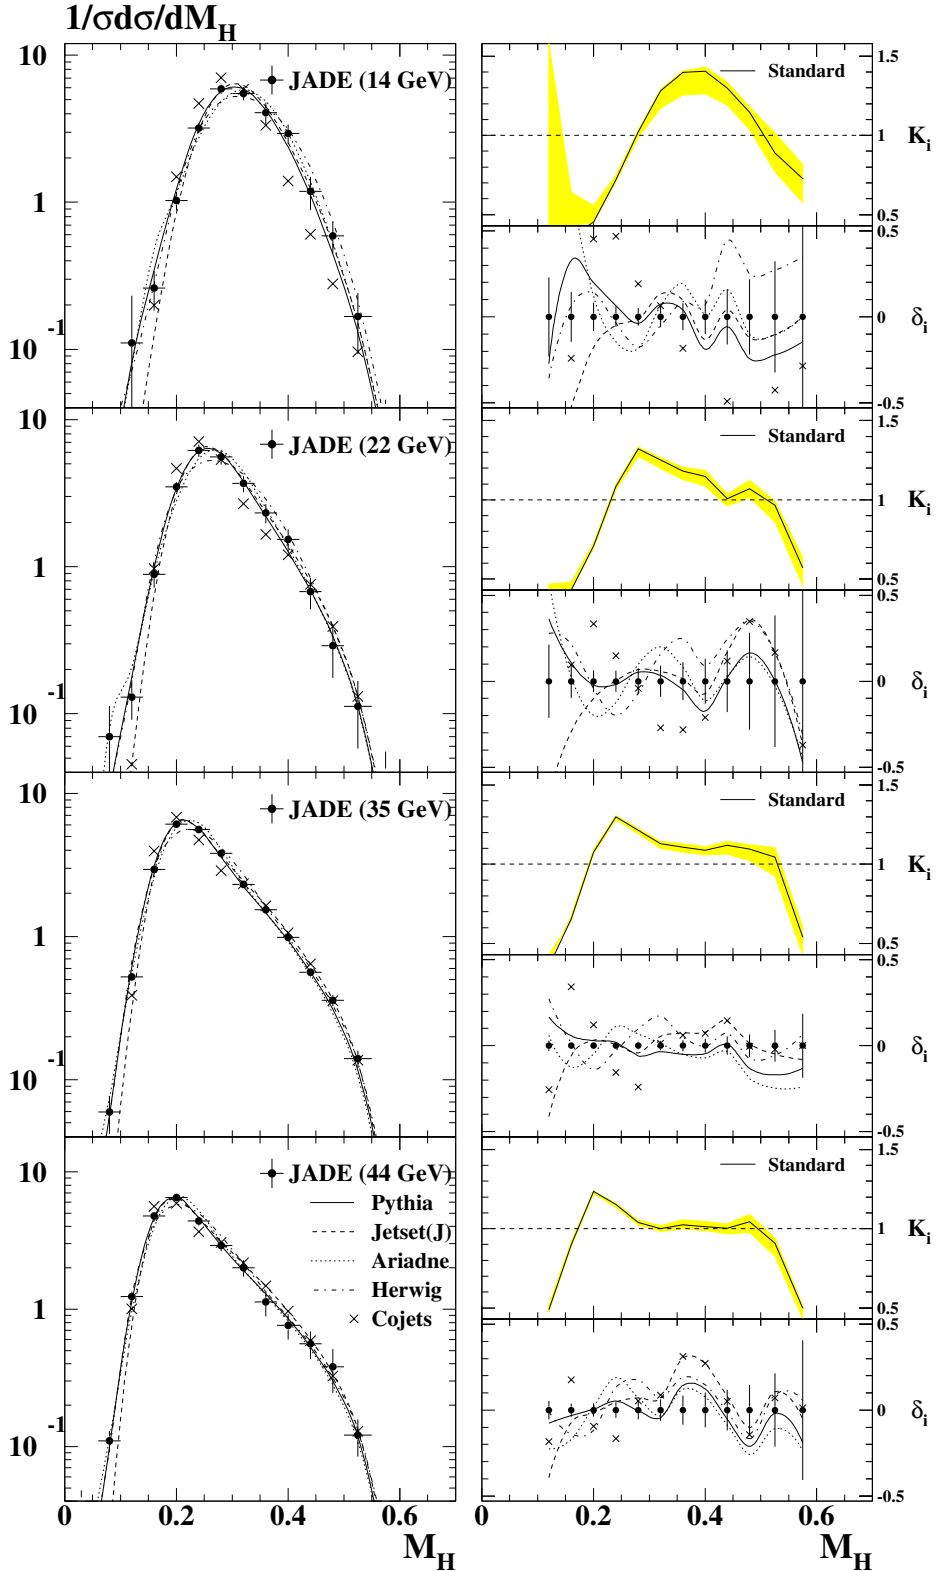 1/σdσ/dM_H
10
JADE (14 GeV)
1
10^-1
10
JADE (22 GeV)
1
10^-1
10
JADE (35 GeV)
1
10^-1
10
JADE (44 GeV)
Pythia
Jetset(J)
Ariadne
Herwig
Cojets
1
10^-1
0 0.2 0.4 0.6
M_H
Standard
1.5
1 K_i
0.5
0.5
0 δ_i
-0.5
Standard
1.5
1 K_i
0.5
0.5
0 δ_i
-0.5
Standard
1.5
1 K_i
0.5
0.5
0 δ_i
-0.5
Standard
1.5
1 K_i
0.5
0.5
0 δ_i
-0.5
0 0.2 0.4 0.6
M_H